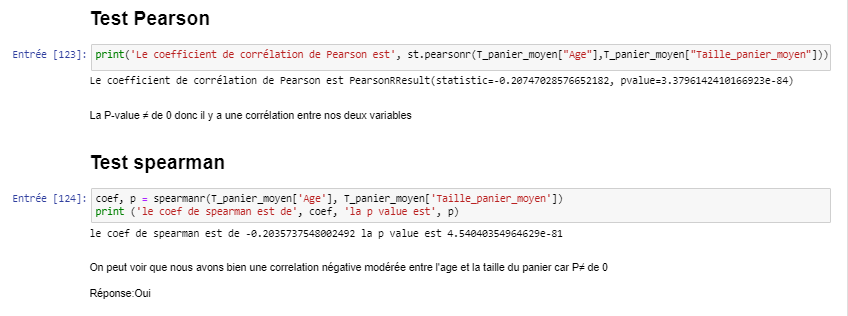 Test Pearson
Entrée [123]: print('Le coefficient de corrélation de Pearson est', st.pearsonr(T_panier_moyen["Age"],T_panier_moyen["Taille_panier_moyen"]))
Le coefficient de corrélation de Pearson est PearsonRResult(statistic=-0.20747028576652182, pvalue=3.3796142410166923e-84)
La P-value ≠ de 0 donc il y a une corrélation entre nos deux variables
Test spearman
Entrée [124]: coef, p = spearmanr(T_panier_moyen['Age'], T_panier_moyen['Taille_panier_moyen'])
print ('le coef de spearman est de', coef, 'la p value est', p)
le coef de spearman est de -0.2035737548002492 la p value est 4.54040354964629e-81
On peut voir que nous avons bien une correlation négative modérée entre l'age et la taille du panier car P≠ de 0
Réponse:Oui